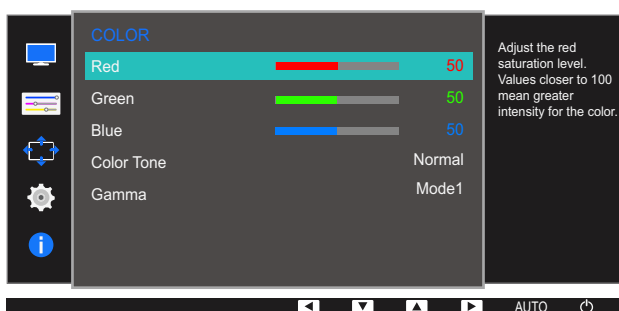 COLOR
Red 50
Green 50
Blue 50
Color Tone Normal
Gamma Mode1
Adjust the red
saturation level.
Values closer to 100
mean greater
intensity for the color.
AUTO